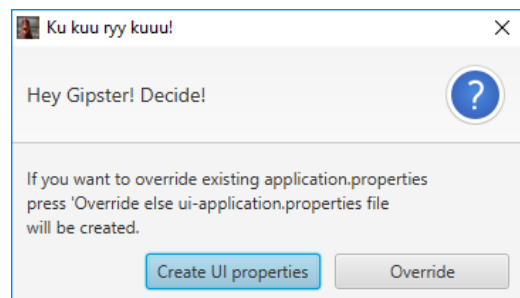 Ku kuu ryy kuuu!
Hey Gipster! Decide!
?
If you want to override existing application.properties
press 'Override else ui-application.properties file
will be created.
Create UI properties
Override